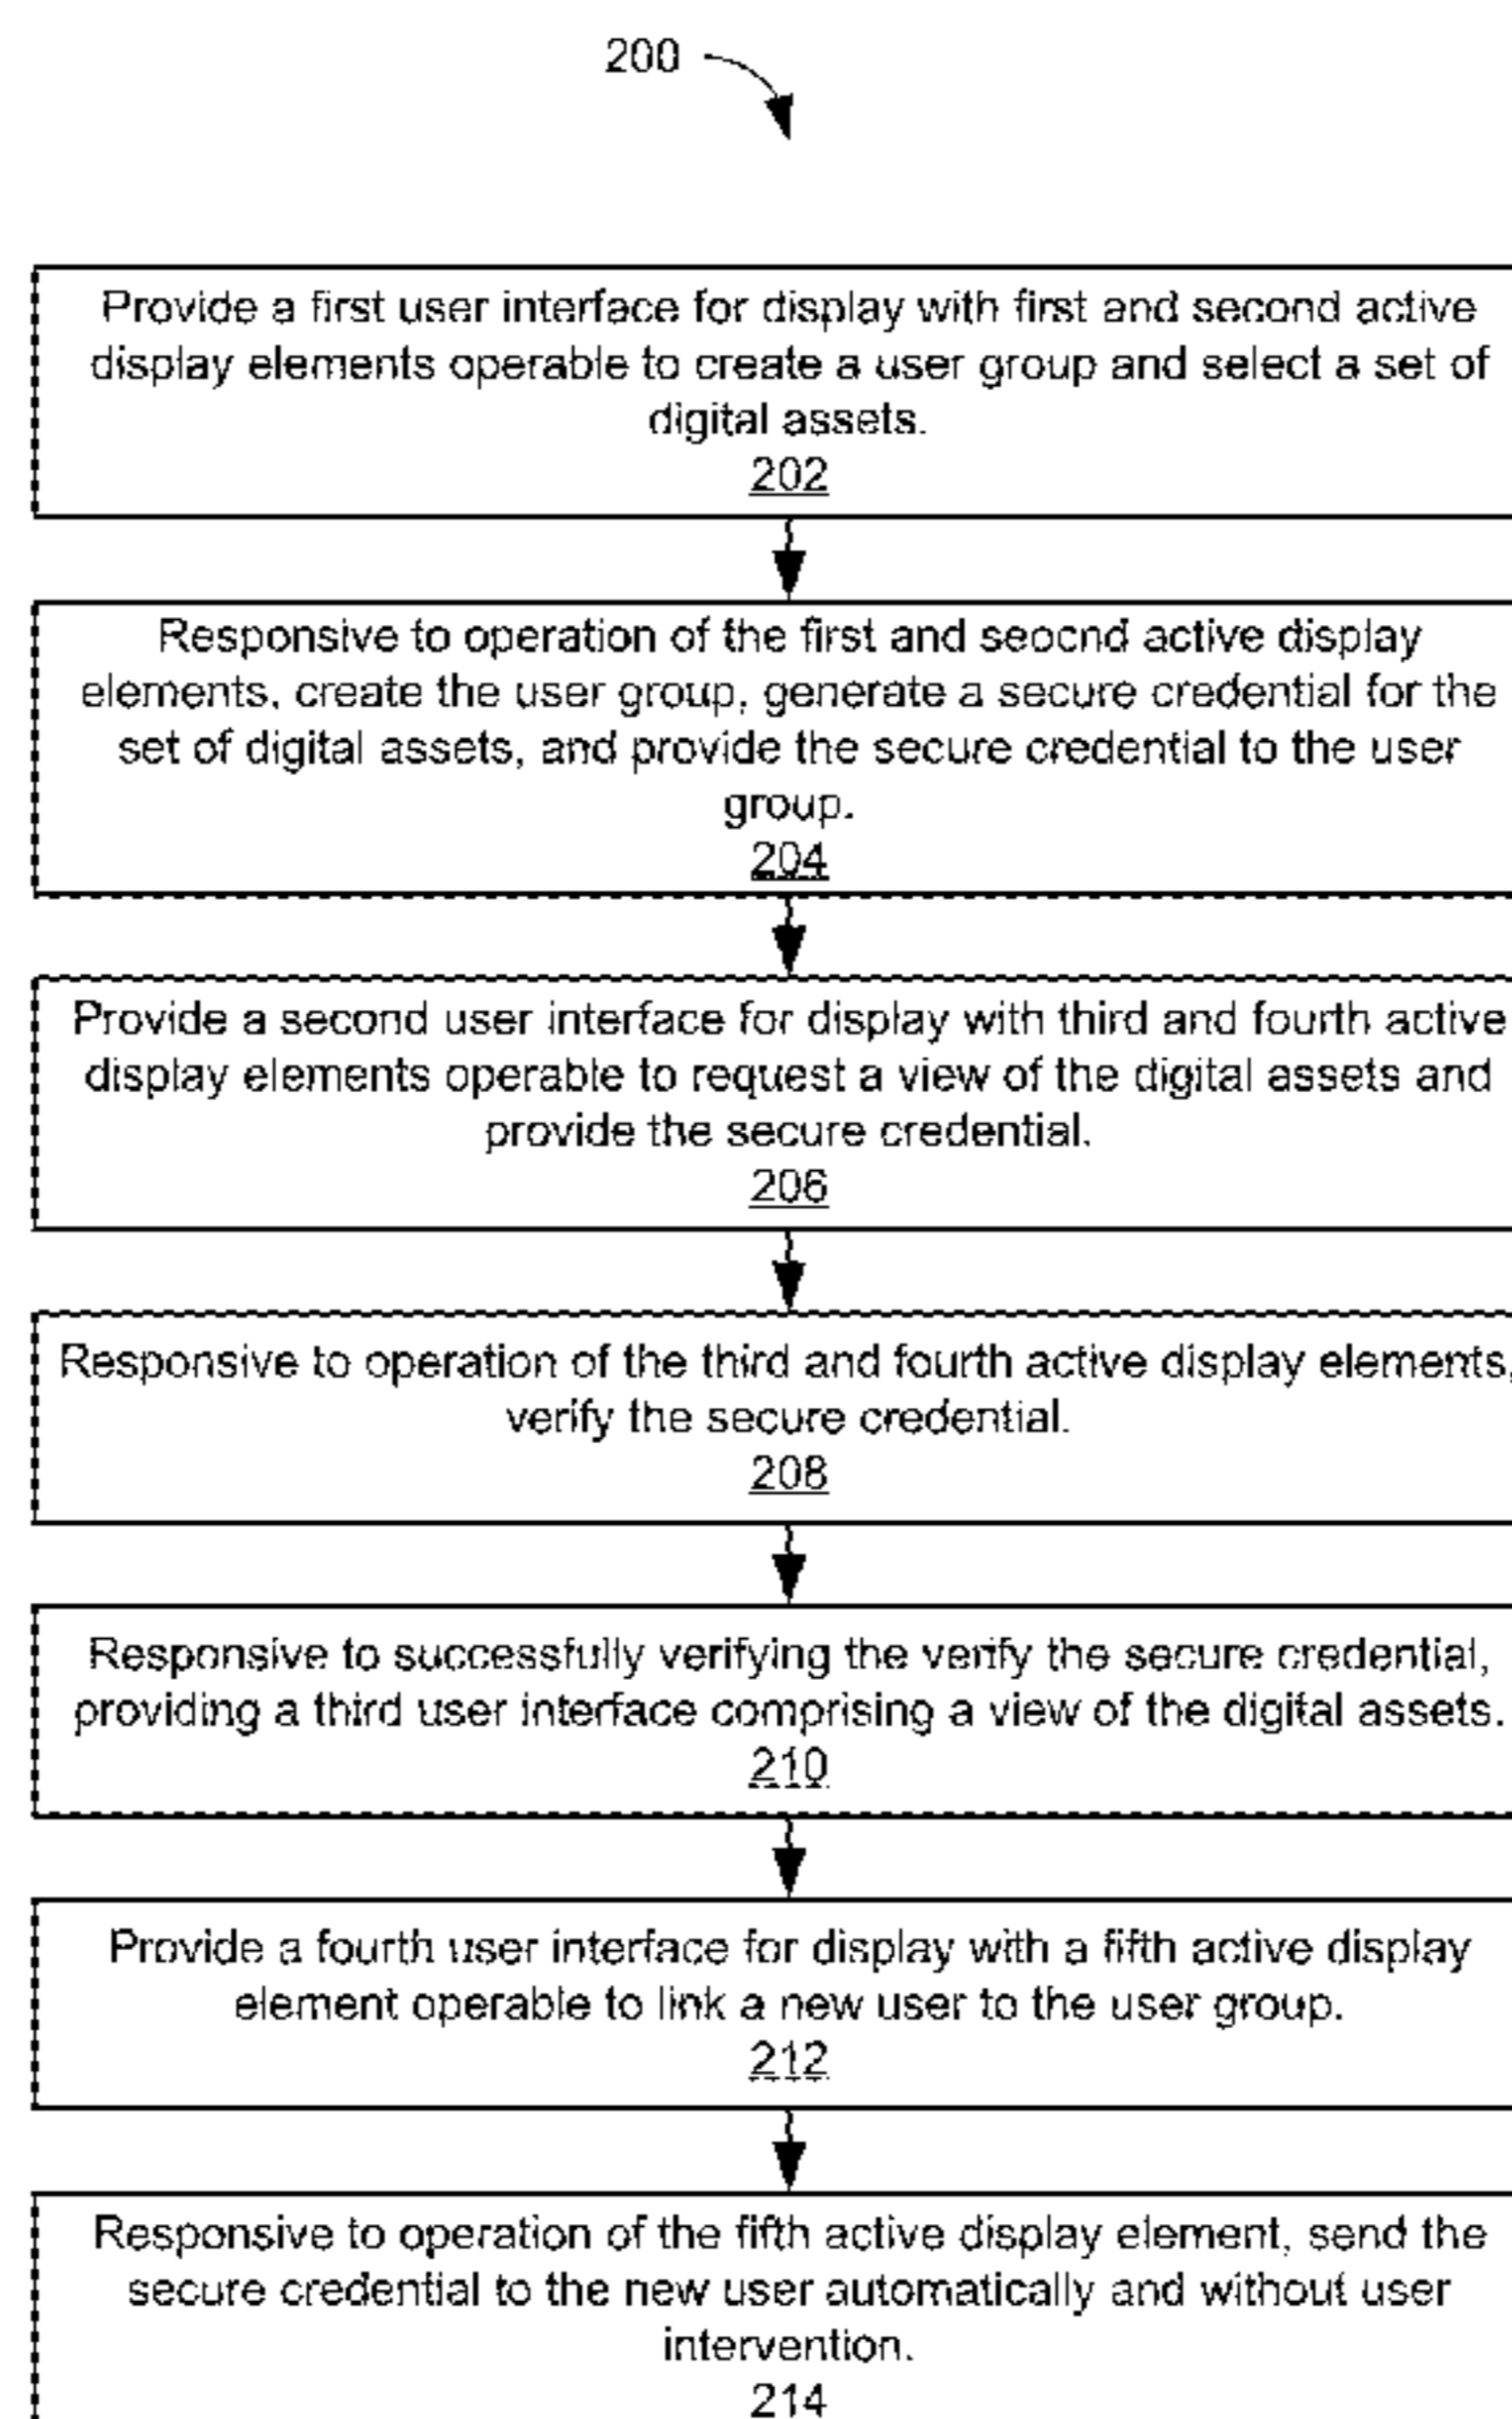 200
Provide a first user interface for display with first and second active
display elements operable to create a user group and select a set of
digital assets.
202
Responsive to operation of the first and seocnd active display
elements, create the user group, generate a secure credential for the
set of digital assets, and provide the secure credential to the user
group.
204
Provide a second user interface for display with third and fourth active
display elements operable to request a view of the digital assets and
provide the secure credential.
206
Responsive to operation of the third and fourth active display elements,
verify the secure credential.
208
Responsive to successfully verifying the verify the secure credential,
providing a third user interface comprising a view of the digital assets.
210
Provide a fourth user interface for display with a fifth active display
element operable to link a new user to the user group.
212
Responsive to operation of the fifth active display element, send the
secure credential to the new user automatically and without user
intervention.
214